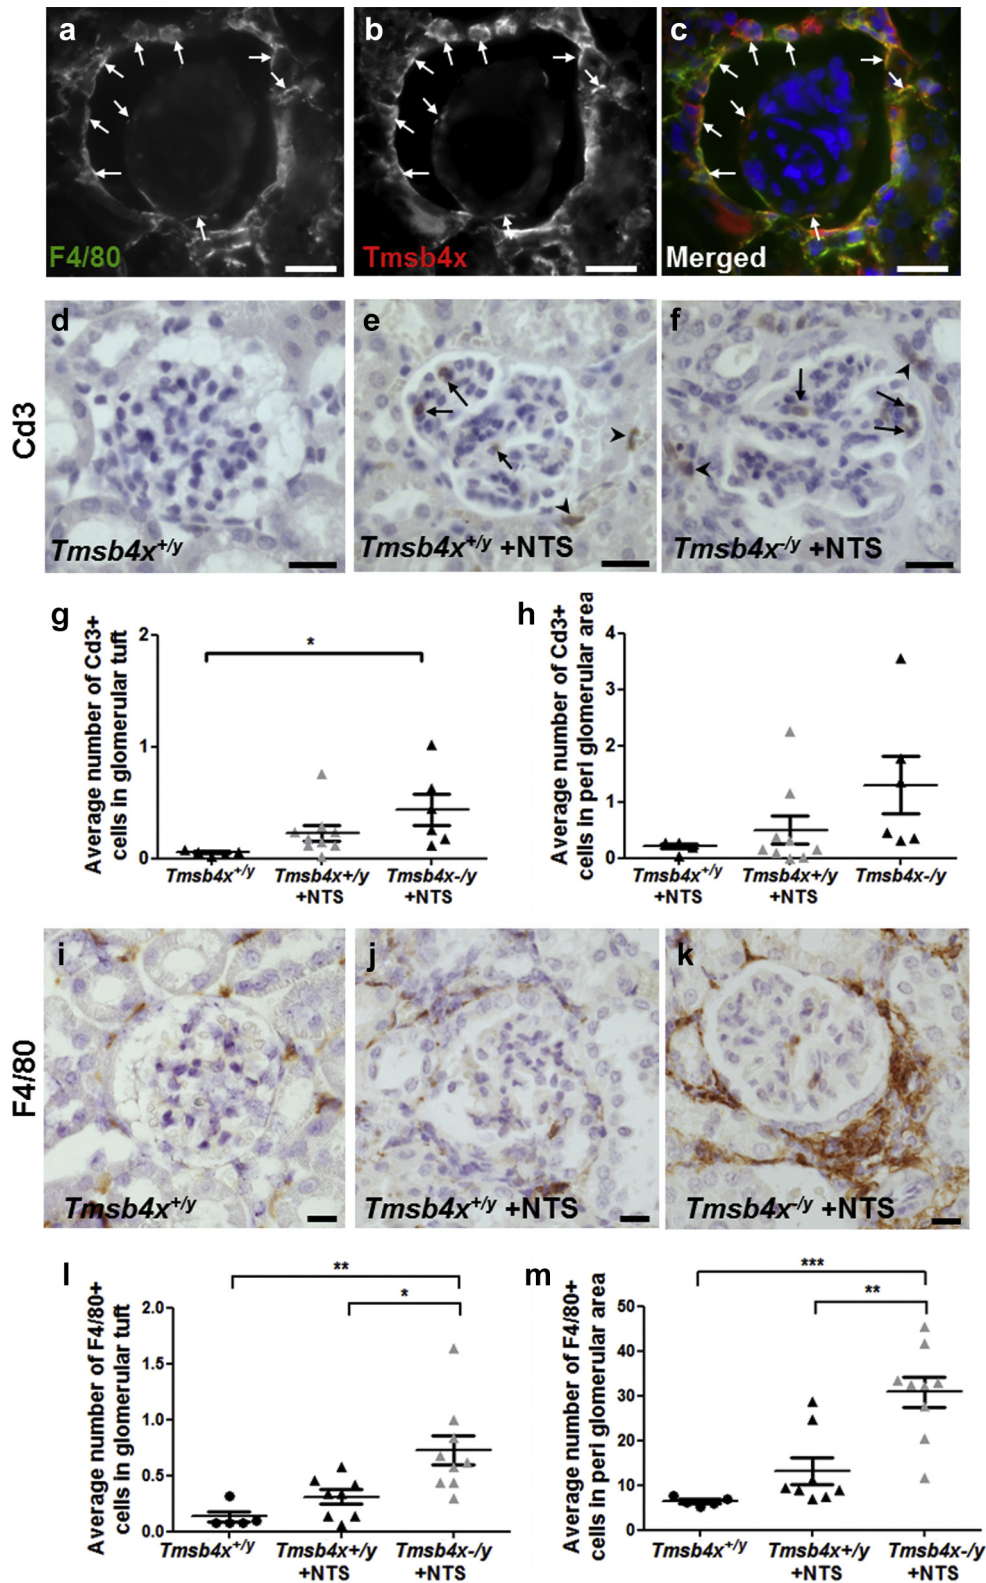 a
b
c
F4/80
Tmsb4x
Merged
d
e
f
Cd3
Tmsb4x+/y
Tmsb4x+/y +NTS
Tmsb4x-/y +NTS
g
Average number of Cd3+
cells in glomerular tuft
2
1
0
*
Tmsb4x+/y
Tmsb4x+/y
+NTS
Tmsb4x-/y
+NTS
h
Average number of Cd3+
cells in peri glomerular area
4
3
2
1
0
Tmsb4x+/y
+NTS
Tmsb4x+/y
+NTS
Tmsb4x-/y
i
j
k
F4/80
Tmsb4x+/y
Tmsb4x+/y +NTS
Tmsb4x-/y +NTS
l
Average number of F4/80+
cells in glomerular tuft
2.0
1.5
1.0
0.5
0.0
**
*
Tmsb4x+/y
Tmsb4x+/y
+NTS
Tmsb4x-/y
+NTS
m
Average number of F4/80+
cells in peri glomerular area
50
40
30
20
10
0
***
**
Tmsb4x+/y
Tmsb4x+/y
+NTS
Tmsb4x-/y
+NTS